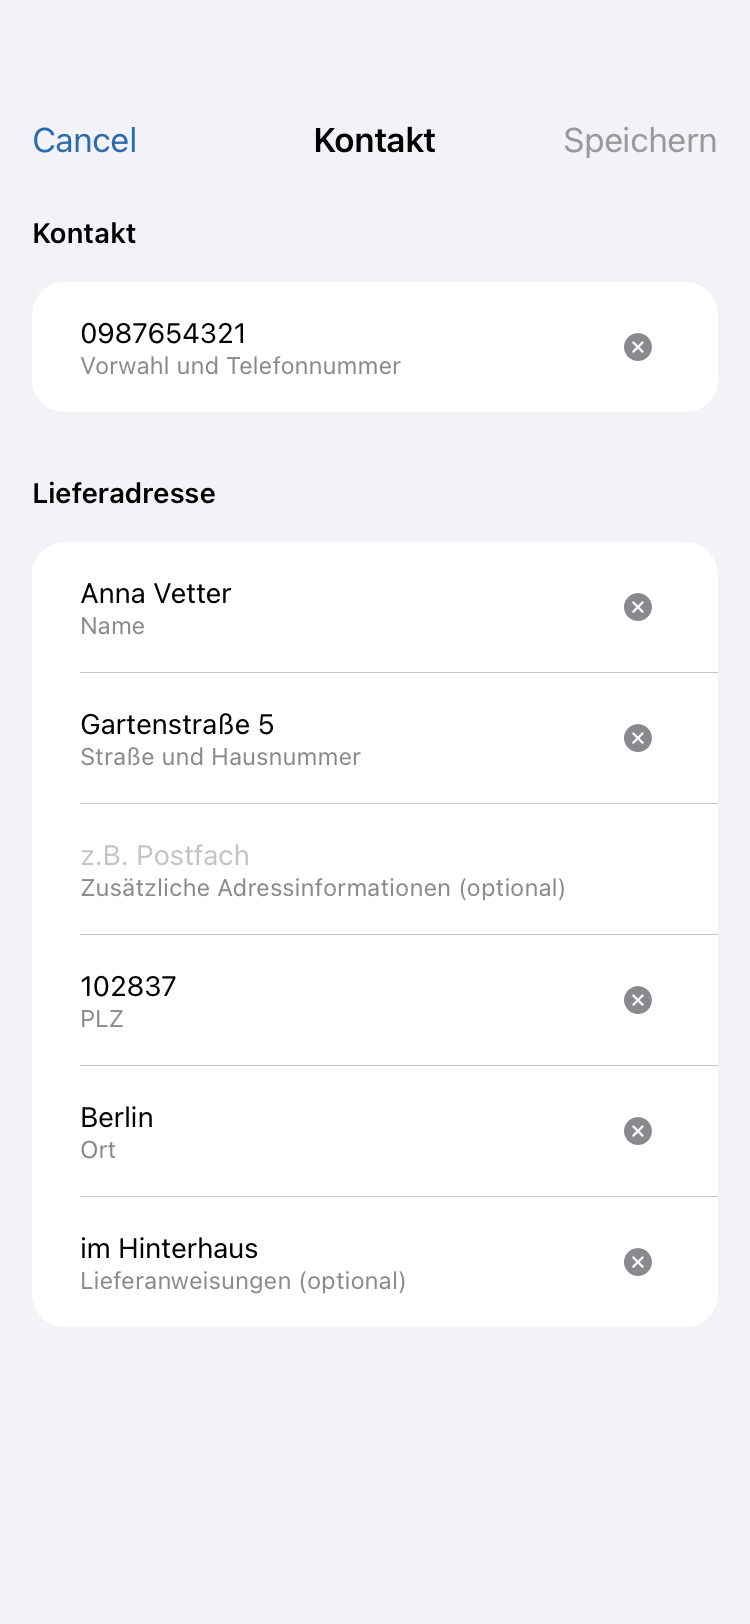 Cancel
Kontakt
Speichern
Kontakt
0987654321
Vorwahl und Telefonnummer
Lieferadresse
Anna Vetter
Name
Gartenstraße 5
Straße und Hausnummer
z.B. Postfach
Zusätzliche Adressinformationen (optional)
102837
PLZ
Berlin
Ort
im Hinterhaus
Lieferanweisungen (optional)